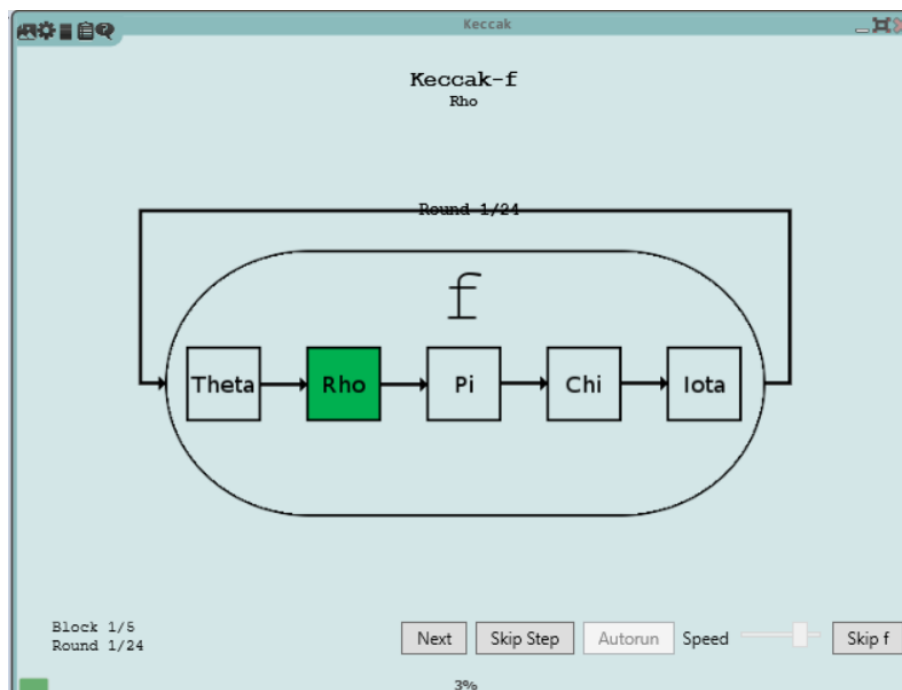 Keccak
Keccak-f
Rho
Round 1/24
f
Theta Rho Pi Chi Iota
Block 1/5
Round 1/24
Next Skip Step Autorun Speed Skip f
3%